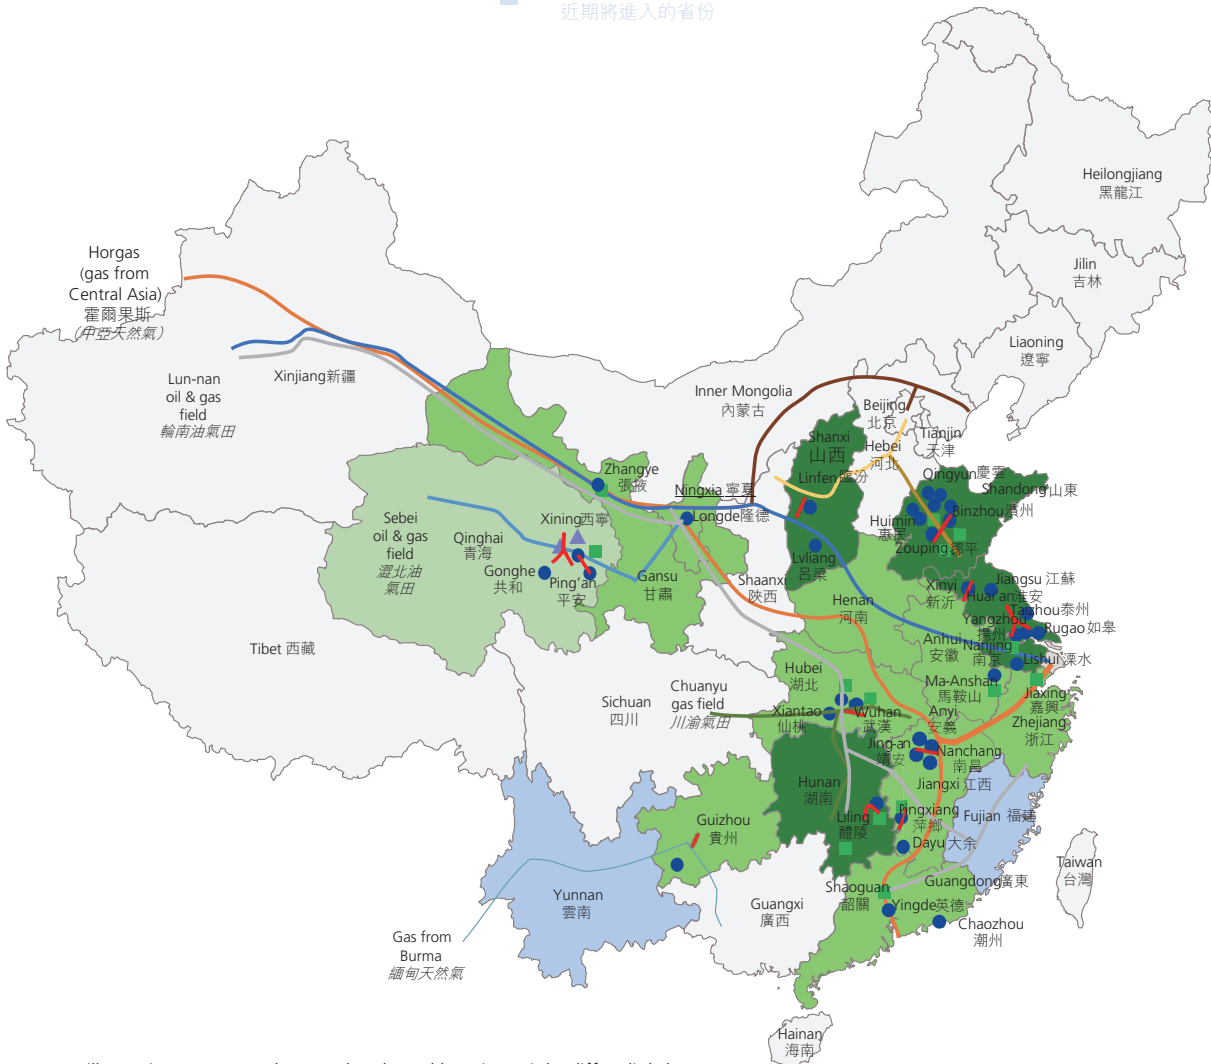 近期將進入的省份
Heilongjiang
黑龍江
Jilin
吉林
Liaoning
遼寧
Horgas
(gas from
Central Asia)
霍爾果斯
(中亞天然氣)
Lun-nan
oil & gas
field
輪南油氣田
Xinjiang新疆
Inner Mongolia
內蒙古
Beijing
北京
Tianjin
天津
Hebei
河北
Shanxi
山西
Linfen臨汾
Lvliang
呂梁
Qingyun慶雲
Shandong山東
Binzhou濱州
Huimin
惠民
Zouping鄒平
Zhangye
張掖
Ningxia 寧夏
Longde隆德
Xining西寧
Sebei
oil & gas
field
澀北油
氣田
Qinghai
青海
Gonghe
共和
Ping'an
平安
Gansu
甘肅
Shaanxi
陝西
Henan
河南
Xinyi
新沂
Jiangsu 江蘇
Huai'an淮安
Taizhou泰州
Yangzhou
揚州
Rugao如皋
Anhui
安徽
Nanjing
南京
Lishui溧水
Ma-Anshan
馬鞍山
Jiaxing
嘉興
Zhejiang
浙江
Tibet 西藏
Sichuan
四川
Chuanyu
gas field
川渝氣田
Hubei
湖北
Xiantao
仙桃
Wuhan
武漢
Anyi
安義
Jing-an
靖安
Nanchang
南昌
Jiangxi 江西
Hunan
湖南
Liling
醴陵
Pingxiang
萍鄉
Fujian 福建
Dayu大余
Guizhou
貴州
Taiwan
台灣
Yunnan
雲南
Guangxi
廣西
Shaoguan
韶關
Guangdong廣東
Yingde英德
Chaozhou
潮州
Gas from
Burma
緬甸天然氣
Hainan
海南